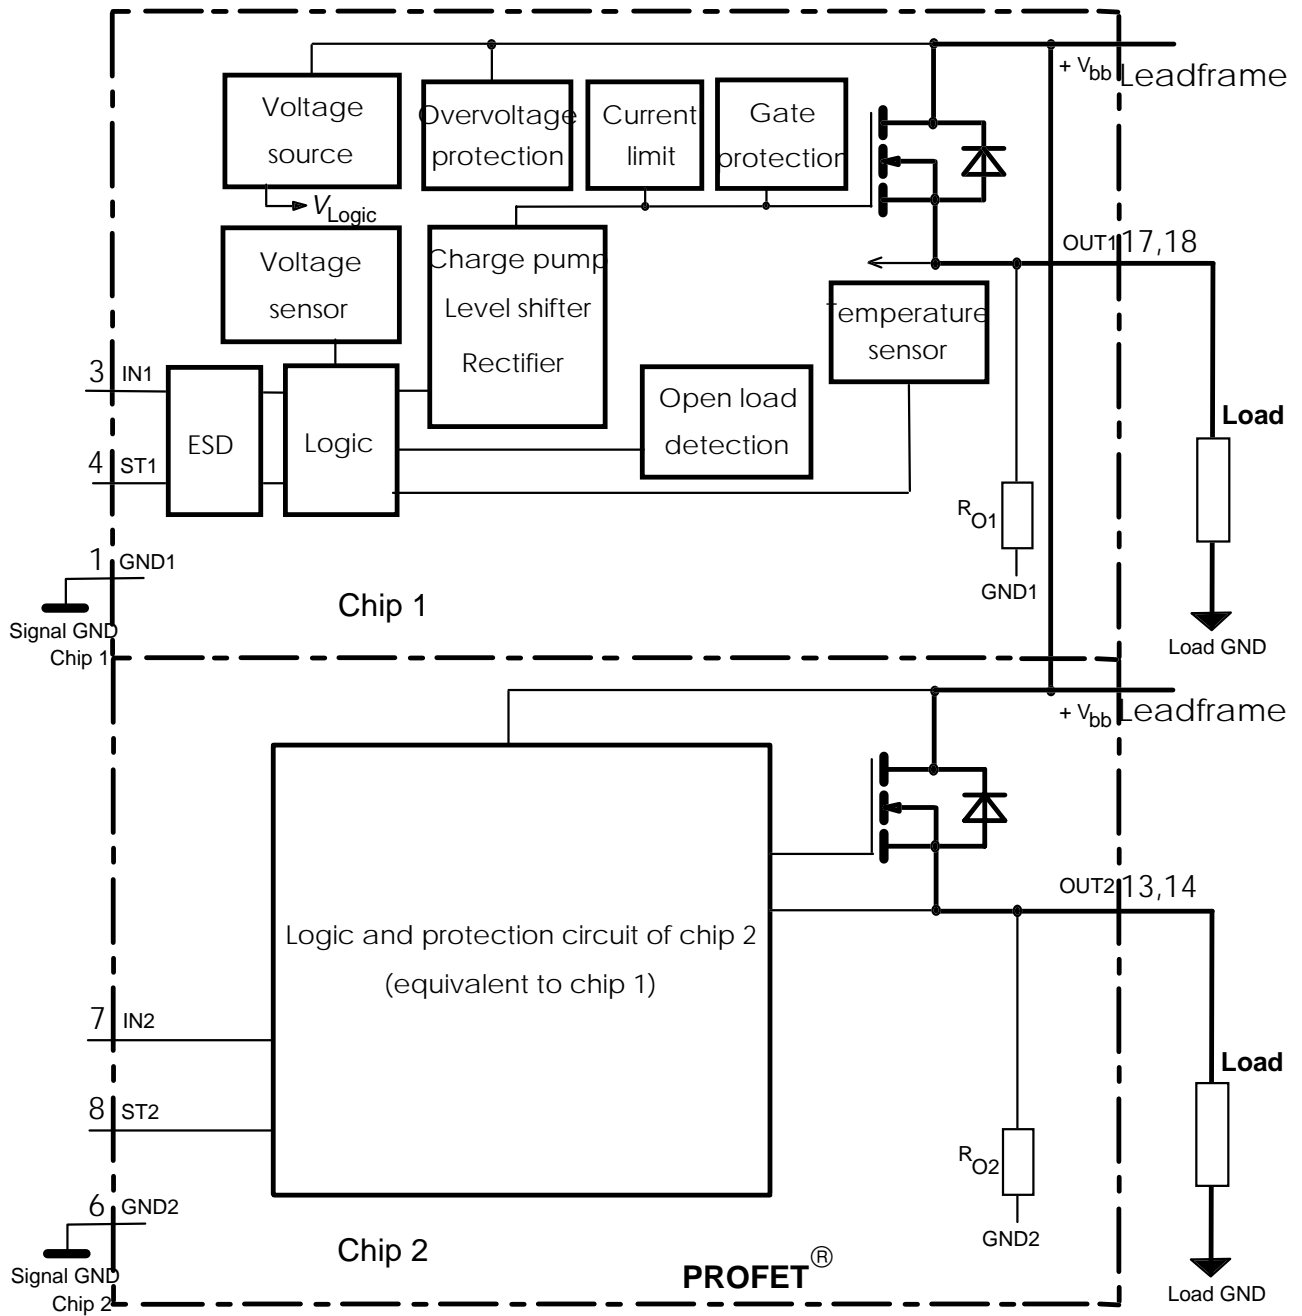 + Vbb Leadframe
Voltage
source
Overvoltage
protection
Current
limit
Gate
protection
VLogic
Voltage
sensor
Charge pump
Level shifter
Rectifier
OUT1 17,18
Temperature
sensor
3 IN1
Open load
detection
Load
ESD
Logic
4 ST1
RO1
1 GND1
GND1
Signal GND
Chip 1
Chip 1
Load GND
+ Vbb Leadframe
OUT2 13,14
Logic and protection circuit of chip 2
(equivalent to chip 1)
7 IN2
Load
8 ST2
RO2
6 GND2
GND2
Signal GND
Chip 2
Chip 2
PROFET®
Load GND